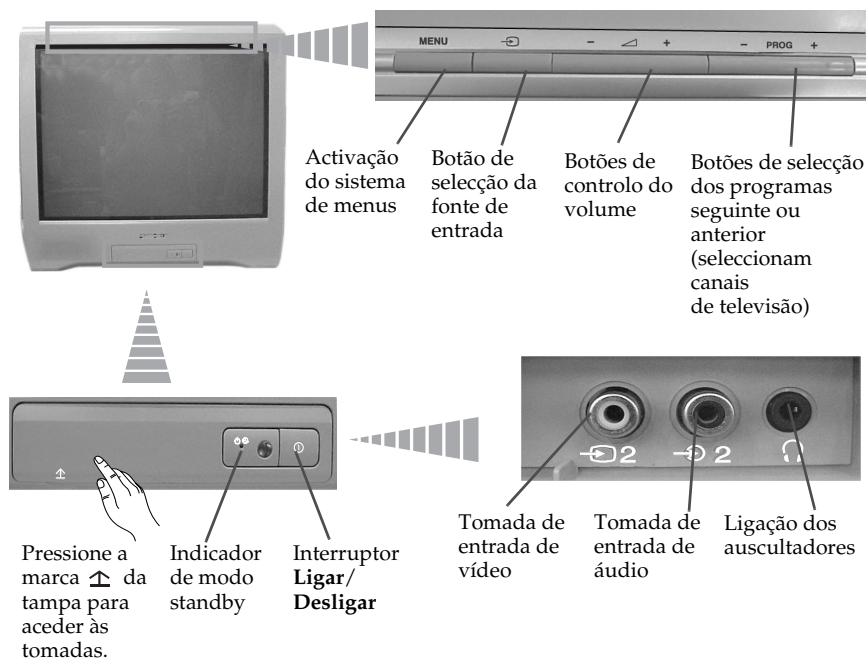 MENU
- +
- PROG +
Activação
do sistema
de menus
Botão de
selecção da
fonte de
entrada
Botões de
controlo do
volume
Botões de selecção
dos programas
seguinte ou
anterior
(seleccionam
canais
de televisão)
2
2
Pressione a
marca da
tampa para
aceder às
tomadas.
Indicador
de modo
standby
Interruptor
Ligar/
Desligar
Tomada de
entrada de
vídeo
Tomada de
entrada de
áudio
Ligação dos
auscultadores